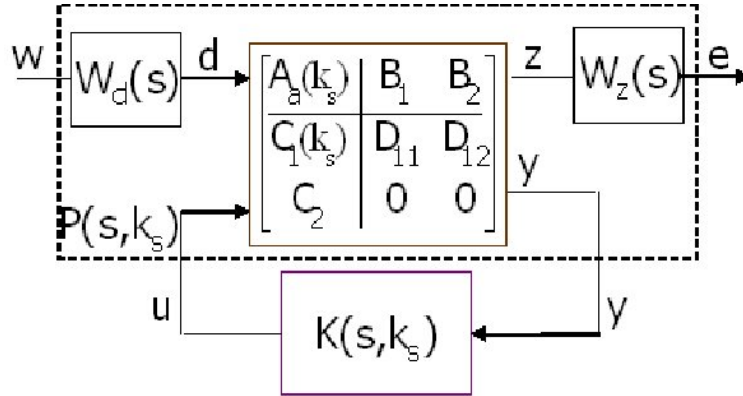 w W_d(s) d A_a(k_s) B_1 B_2 z W_z(s) e
C_1(k_s) D_11 D_12
y
C_2 0 0
P(s,k_s)
u K(s,k_s) y